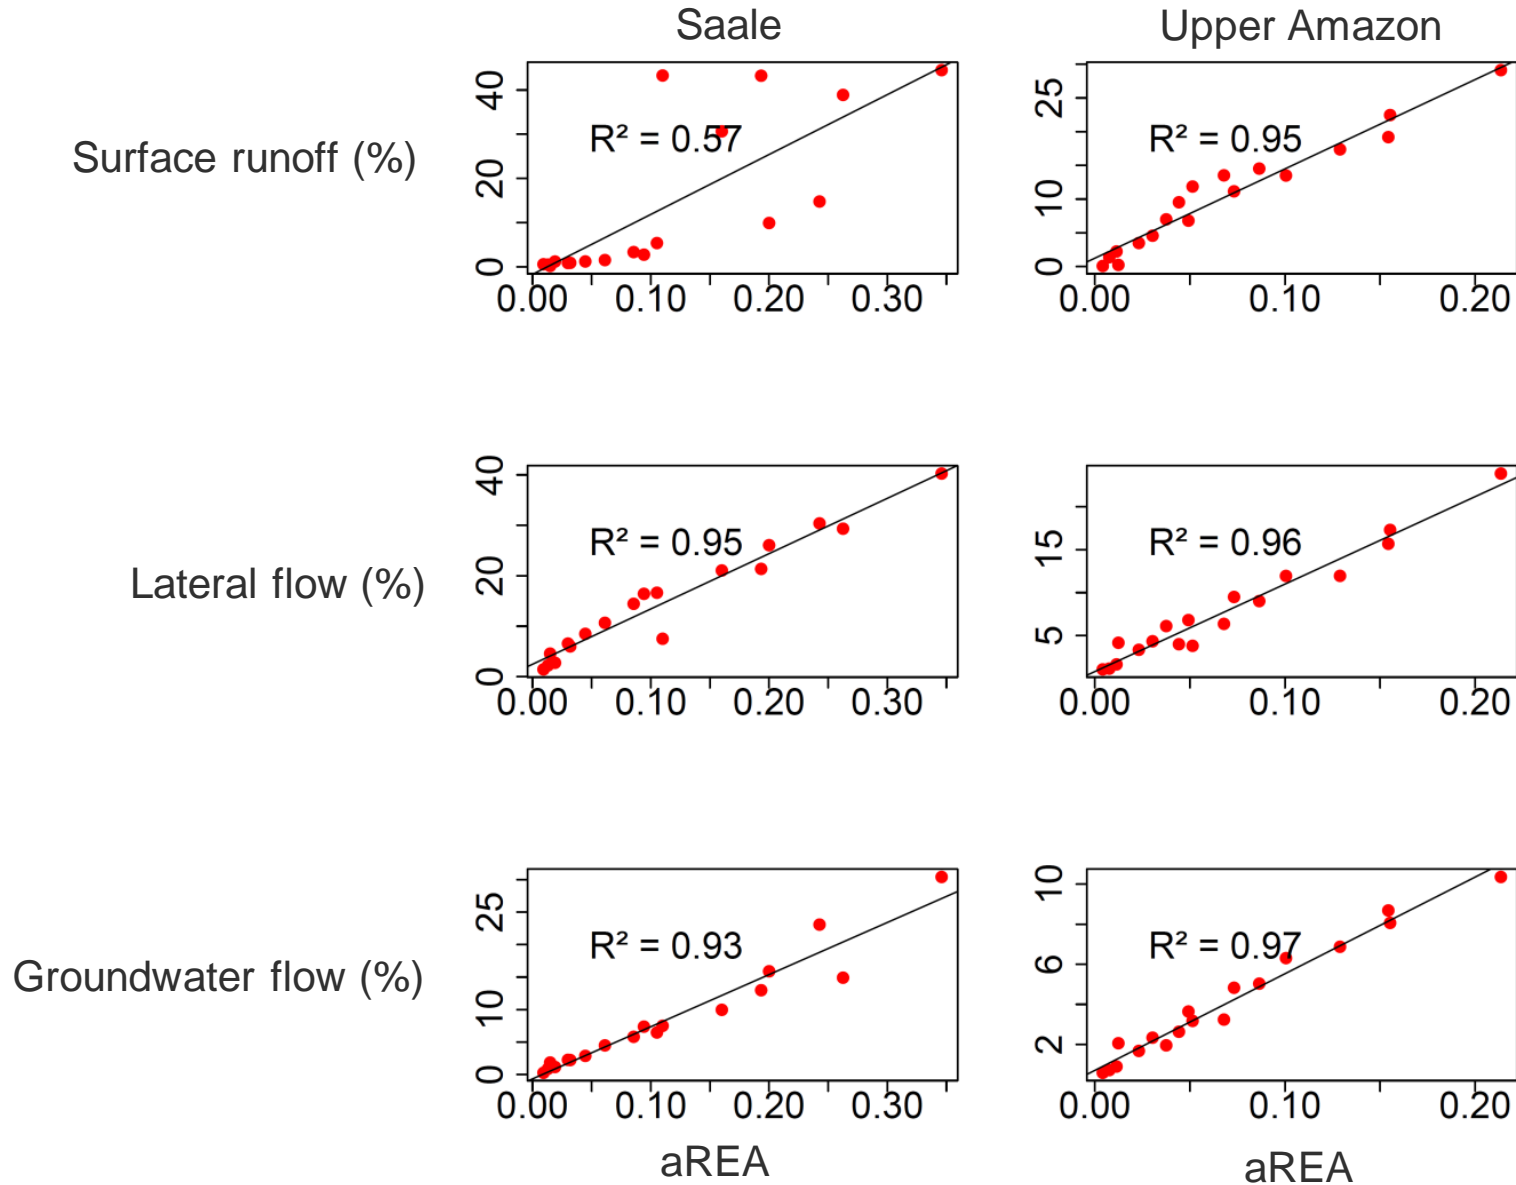 Saale
Upper Amazon
Surface runoff (%)
40
20
0
R² = 0.57
0.00 0.10 0.20 0.30
25
10
0
R² = 0.95
0.00 0.10 0.20
Lateral flow (%)
40
20
0
R² = 0.95
0.00 0.10 0.20 0.30
15
5
R² = 0.96
0.00 0.10 0.20
Groundwater flow (%)
25
10
0
R² = 0.93
0.00 0.10 0.20 0.30
aREA
10
6
2
R² = 0.97
0.00 0.10 0.20
aREA